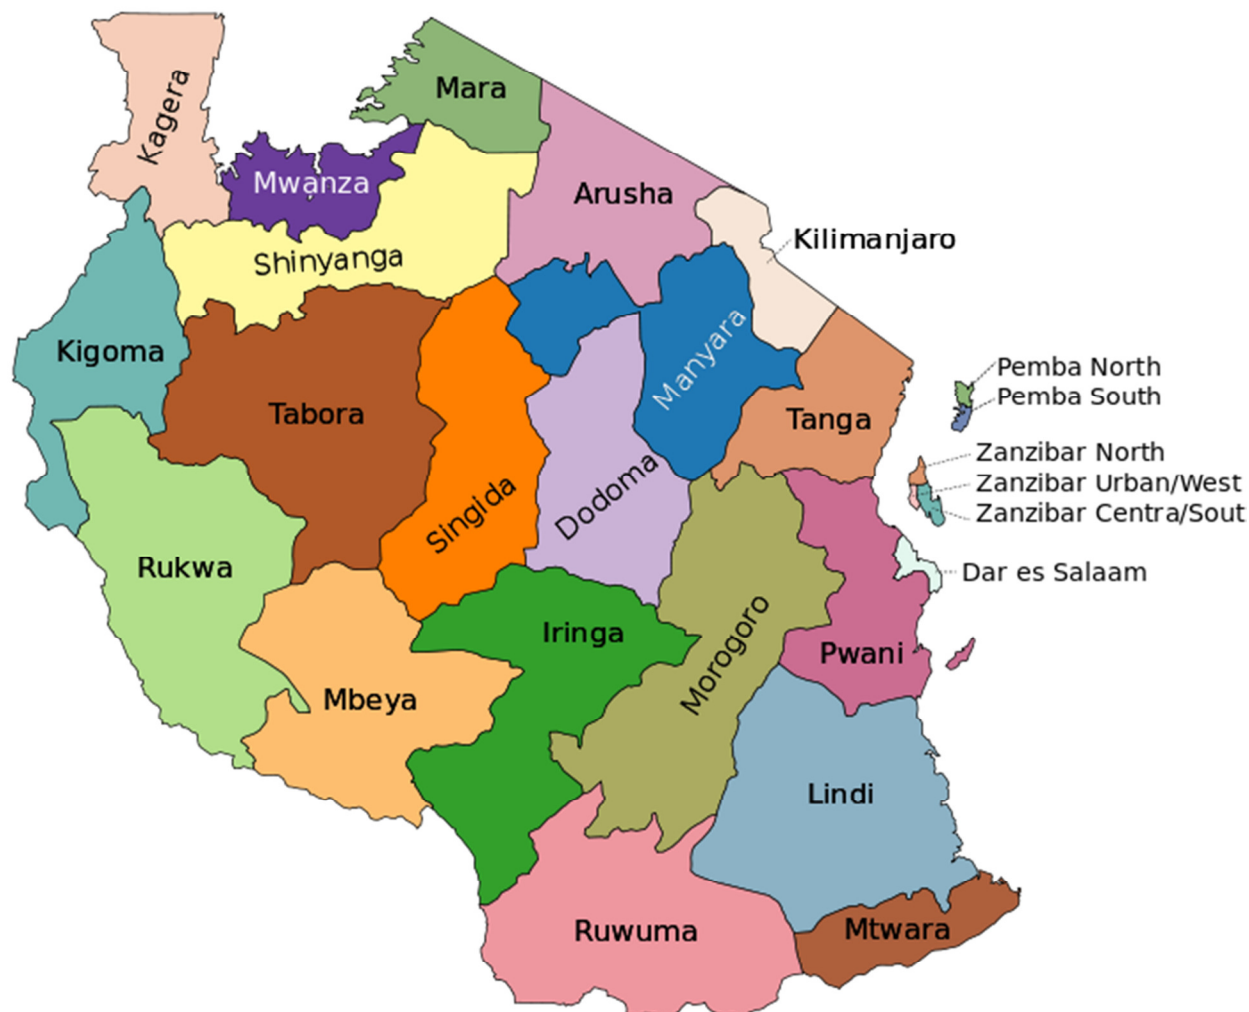 Mara
Kagera
Mwanza
Arusha
Kilimanjaro
Shinyanga
Kigoma
Manyara
Pemba North
Pemba South
Tabora
Tanga
Zanzibar North
Zanzibar Urban/West
Zanzibar Centra/Sout
Singida
Dodoma
Rukwa
Dar es Salaam
Iringa
Morogoro
Pwani
Mbeya
Lindi
Ruwuma
Mtwara